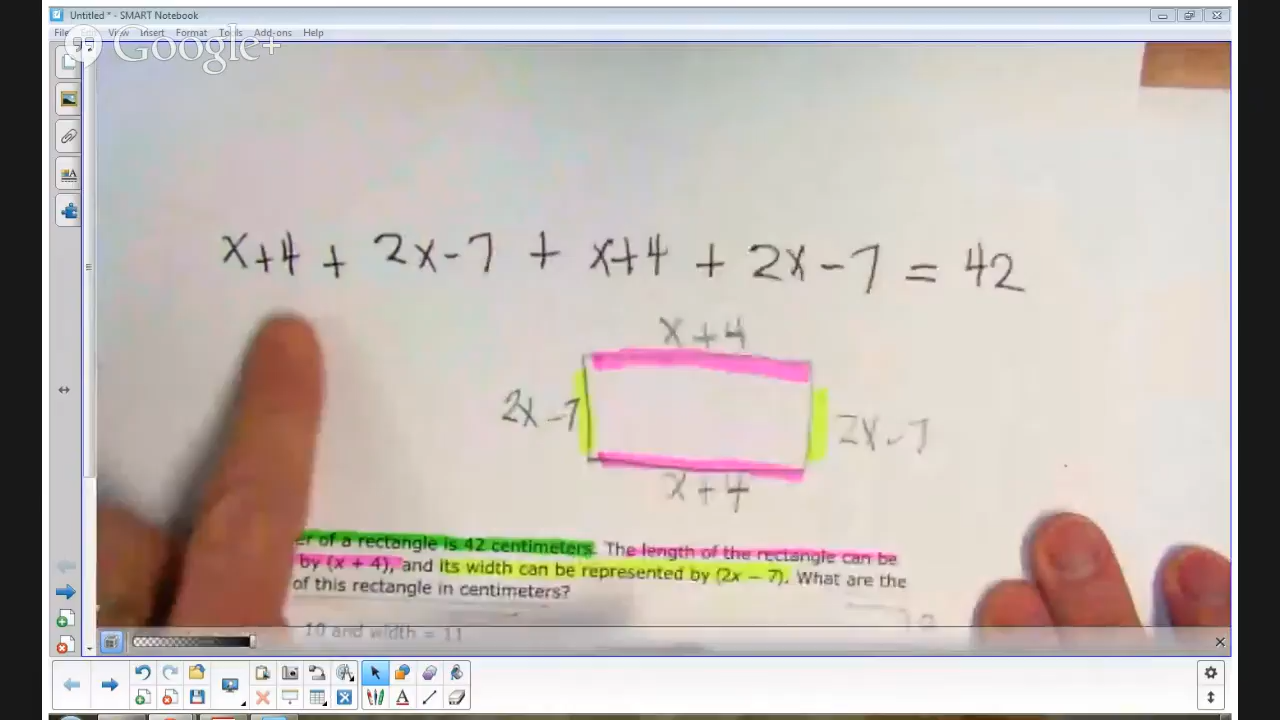 Untitled * - SMART Notebook
File View Insert Format Tools Add-ons Help
Google+
x+4 + 2x-7 + x+4 + 2x-7 = 42
x+4
2x-7
2x-7
x+4
er of a rectangle is 42 centimeters. The length of the rectangle can be
by (x + 4), and its width can be represented by (2x − 7). What are the
of this rectangle in centimeters?
10 and width = 11